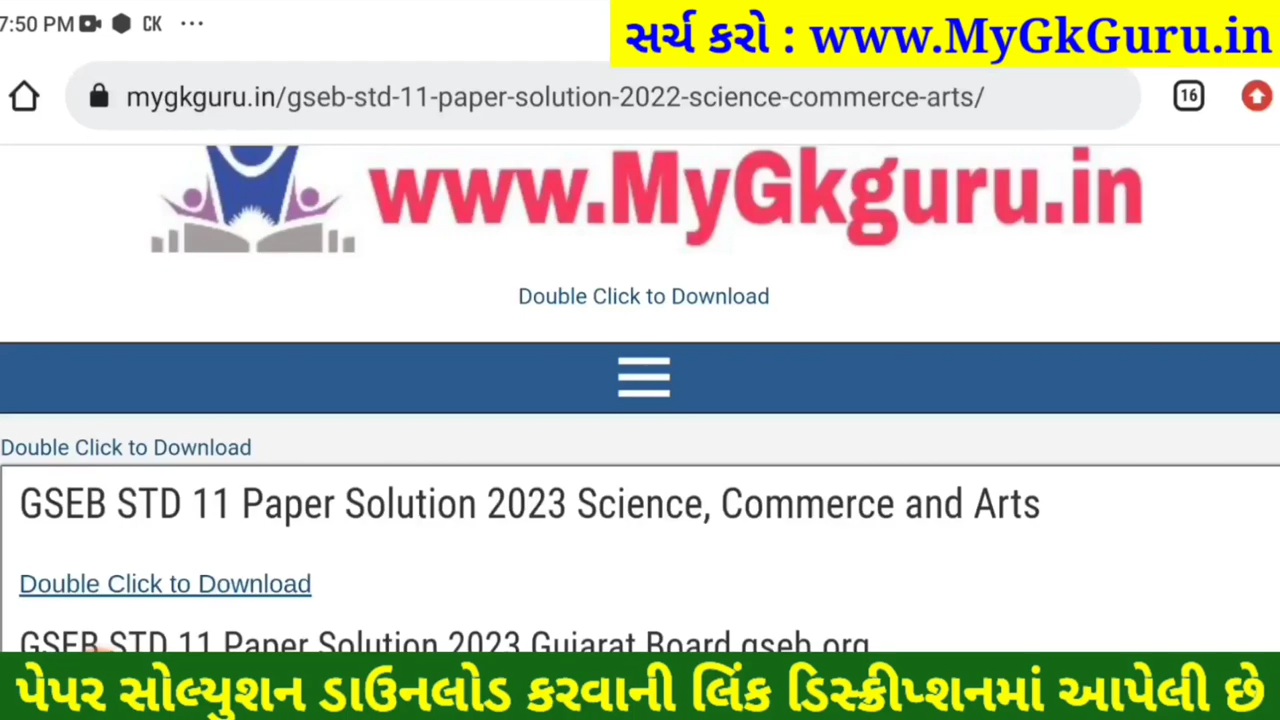 7:50 PM CK ...
સર્ચ કરો : www.MyGkGuru.in
mygkguru.in/gseb-std-11-paper-solution-2022-science-commerce-arts/
16
www.MyGkguru.in
Double Click to Download
Double Click to Download
GSEB STD 11 Paper Solution 2023 Science, Commerce and Arts
Double Click to Download
GSEB STD 11 Paper Solution 2023 Gujarat Board gseb.org
પેપર સોલ્યુશન ડાઉનલોડ કરવાની લિંક ડિસ્ક્રીપ્શનમાં આપેલી છે